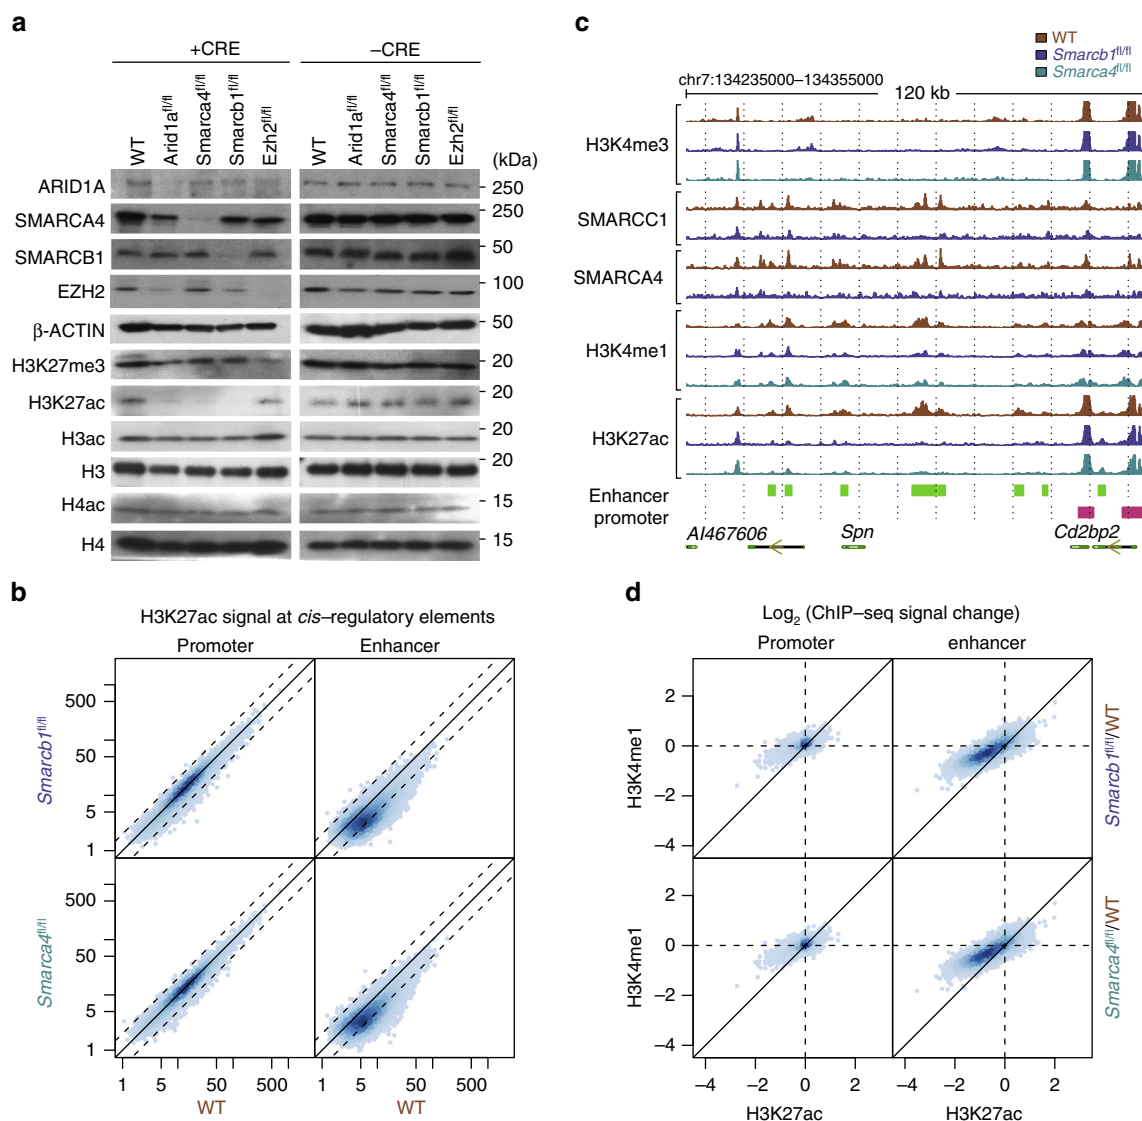 a
+CRE
–CRE
WT
Arid1a^fl/fl
Smarca4^fl/fl
Smarcb1^fl/fl
Ezh2^fl/fl
WT
Arid1a^fl/fl
Smarca4^fl/fl
Smarcb1^fl/fl
Ezh2^fl/fl
(kDa)
ARID1A
250
SMARCA4
250
SMARCB1
50
EZH2
100
β-ACTIN
50
H3K27me3
20
H3K27ac
20
H3ac
20
H3
20
H4ac
15
H4
15
c
WT
Smarcb1^fl/fl
Smarca4^fl/fl
chr7:134235000–134355000
120 kb
H3K4me3
SMARCC1
SMARCA4
H3K4me1
H3K27ac
Enhancer
promoter
AI467606
Spn
Cd2bp2
b
H3K27ac signal at cis–regulatory elements
Promoter
Enhancer
Smarcb1^fl/fl
500
50
5
1
Smarca4^fl/fl
500
50
5
1
1 5 50 500
1 5 50 500
WT
WT
d
Log₂ (ChIP–seq signal change)
Promoter
enhancer
H3K4me1
2
0
−2
−4
Smarcb1^fl/fl/WT
H3K4me1
2
0
−2
−4
Smarca4^fl/fl/WT
−4 −2 0 2
−4 −2 0 2
H3K27ac
H3K27ac